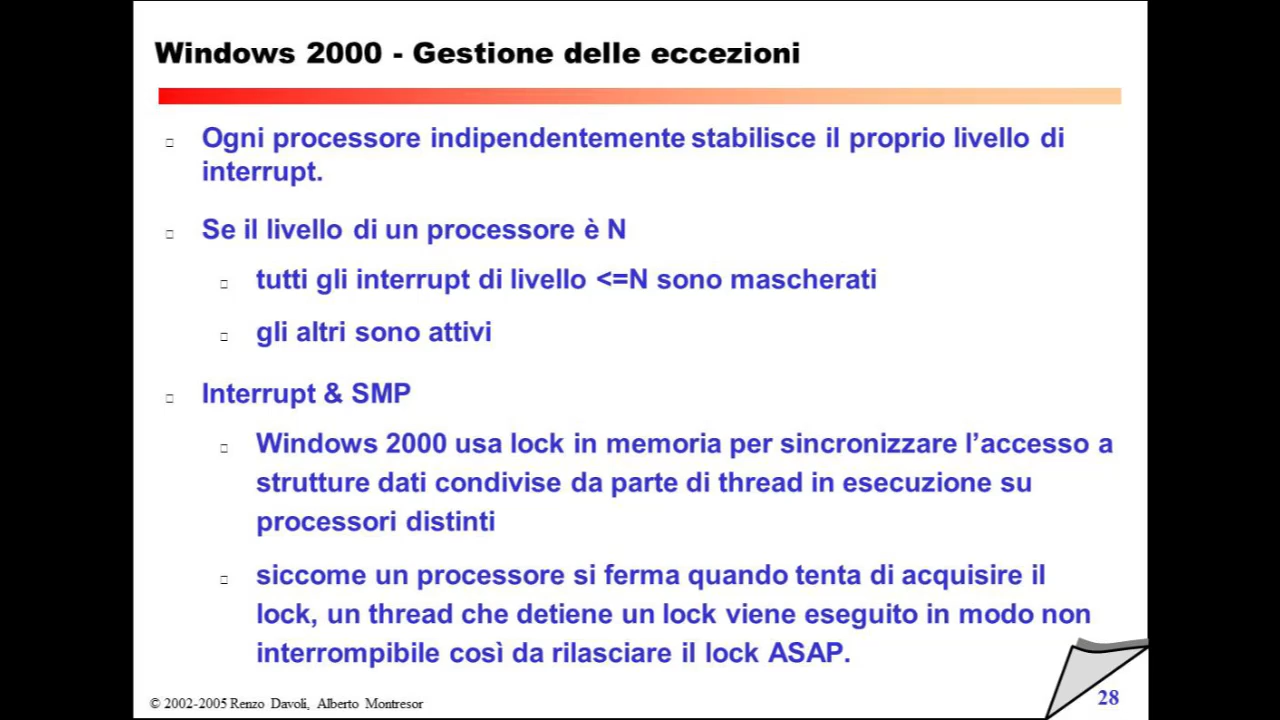 Windows 2000 - Gestione delle eccezioni
Ogni processore indipendentemente stabilisce il proprio livello di
interrupt.
Se il livello di un processore è N
tutti gli interrupt di livello <=N sono mascherati
gli altri sono attivi
Interrupt & SMP
Windows 2000 usa lock in memoria per sincronizzare l’accesso a
strutture dati condivise da parte di thread in esecuzione su
processori distinti
siccome un processore si ferma quando tenta di acquisire il
lock, un thread che detiene un lock viene eseguito in modo non
interrompibile così da rilasciare il lock ASAP.
© 2002-2005 Renzo Davoli, Alberto Montresor
28